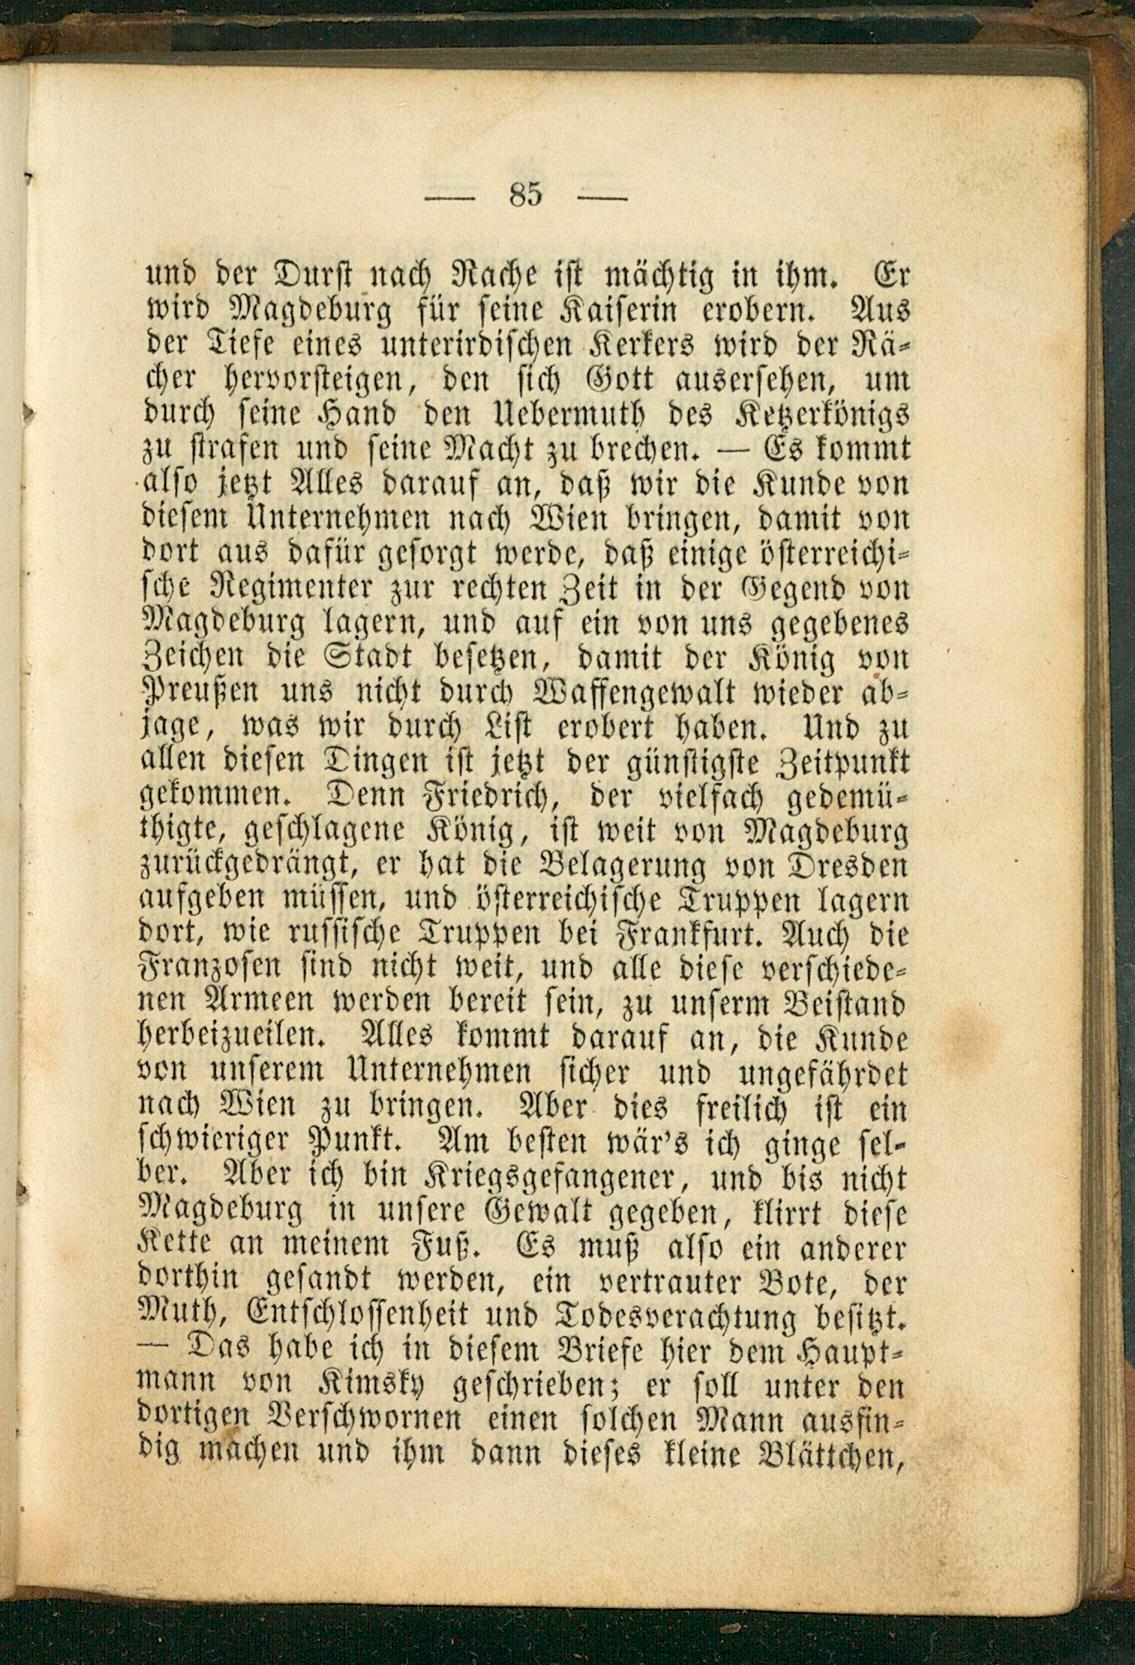 — 85 —
und der Durst nach Rache ist mächtig in ihm. Er
wird Magdeburg für seine Kaiserin erobern. Aus
der Tiefe eines unterirdischen Kerkers wird der Rä-
cher hervorsteigen, den sich Gott ausersehen, um
durch seine Hand den Uebermuth des Ketzerkönigs
zu strafen und seine Macht zu brechen. — Es kommt
also jetzt Alles darauf an, daß wir die Kunde von
diesem Unternehmen nach Wien bringen, damit von
dort aus dafür gesorgt werde, daß einige österreichi-
sche Regimenter zur rechten Zeit in der Gegend von
Magdeburg lagern, und auf ein von uns gegebenes
Zeichen die Stadt besetzen, damit der König von
Preußen uns nicht durch Waffengewalt wieder ab-
jage, was wir durch List erobert haben. Und zu
allen diesen Dingen ist jetzt der günstigste Zeitpunkt
gekommen. Denn Friedrich, der vielfach gedemü-
thigte, geschlagene König, ist weit von Magdeburg
zurückgedrängt, er hat die Belagerung von Dresden
aufgeben müssen, und österreichische Truppen lagern
dort, wie russische Truppen bei Frankfurt. Auch die
Franzosen sind nicht weit, und alle diese verschiede-
nen Armeen werden bereit sein, zu unserm Beistand
herbeizueilen. Alles kommt darauf an, die Kunde
von unserem Unternehmen sicher und ungefährdet
nach Wien zu bringen. Aber dies freilich ist ein
schwieriger Punkt. Am besten wär's ich ginge sel-
ber. Aber ich bin Kriegsgefangener, und bis nicht
Magdeburg in unsere Gewalt gegeben, klirrt diese
Kette an meinem Fuß. Es muß also ein anderer
dorthin gesandt werden, ein vertrauter Bote, der
Muth, Entschlossenheit und Todesverachtung besitzt.
— Das habe ich in diesem Briefe hier dem Haupt-
mann von Kimsky geschrieben; er soll unter den
dortigen Verschwornen einen solchen Mann ausfin-
dig machen und ihm dann dieses kleine Blättchen,